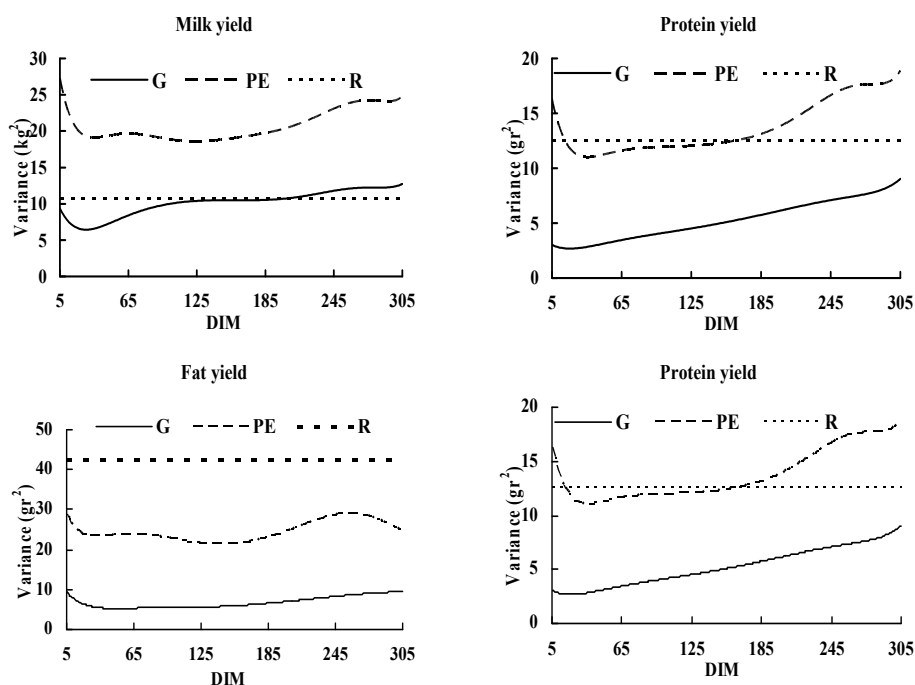 Milk yield
30
25
20
15
10
5
0
Variance (kg²)
G PE R
5 65 125 185 245 305
DIM
Protein yield
20
15
10
5
0
Variance (gr²)
G PE R
5 65 125 185 245 305
DIM
Fat yield
50
40
30
20
10
0
Variance (gr²)
G PE R
5 65 125 185 245 305
DIM
Protein yield
20
15
10
5
0
Variance (gr²)
G PE R
5 65 125 185 245 305
DIM